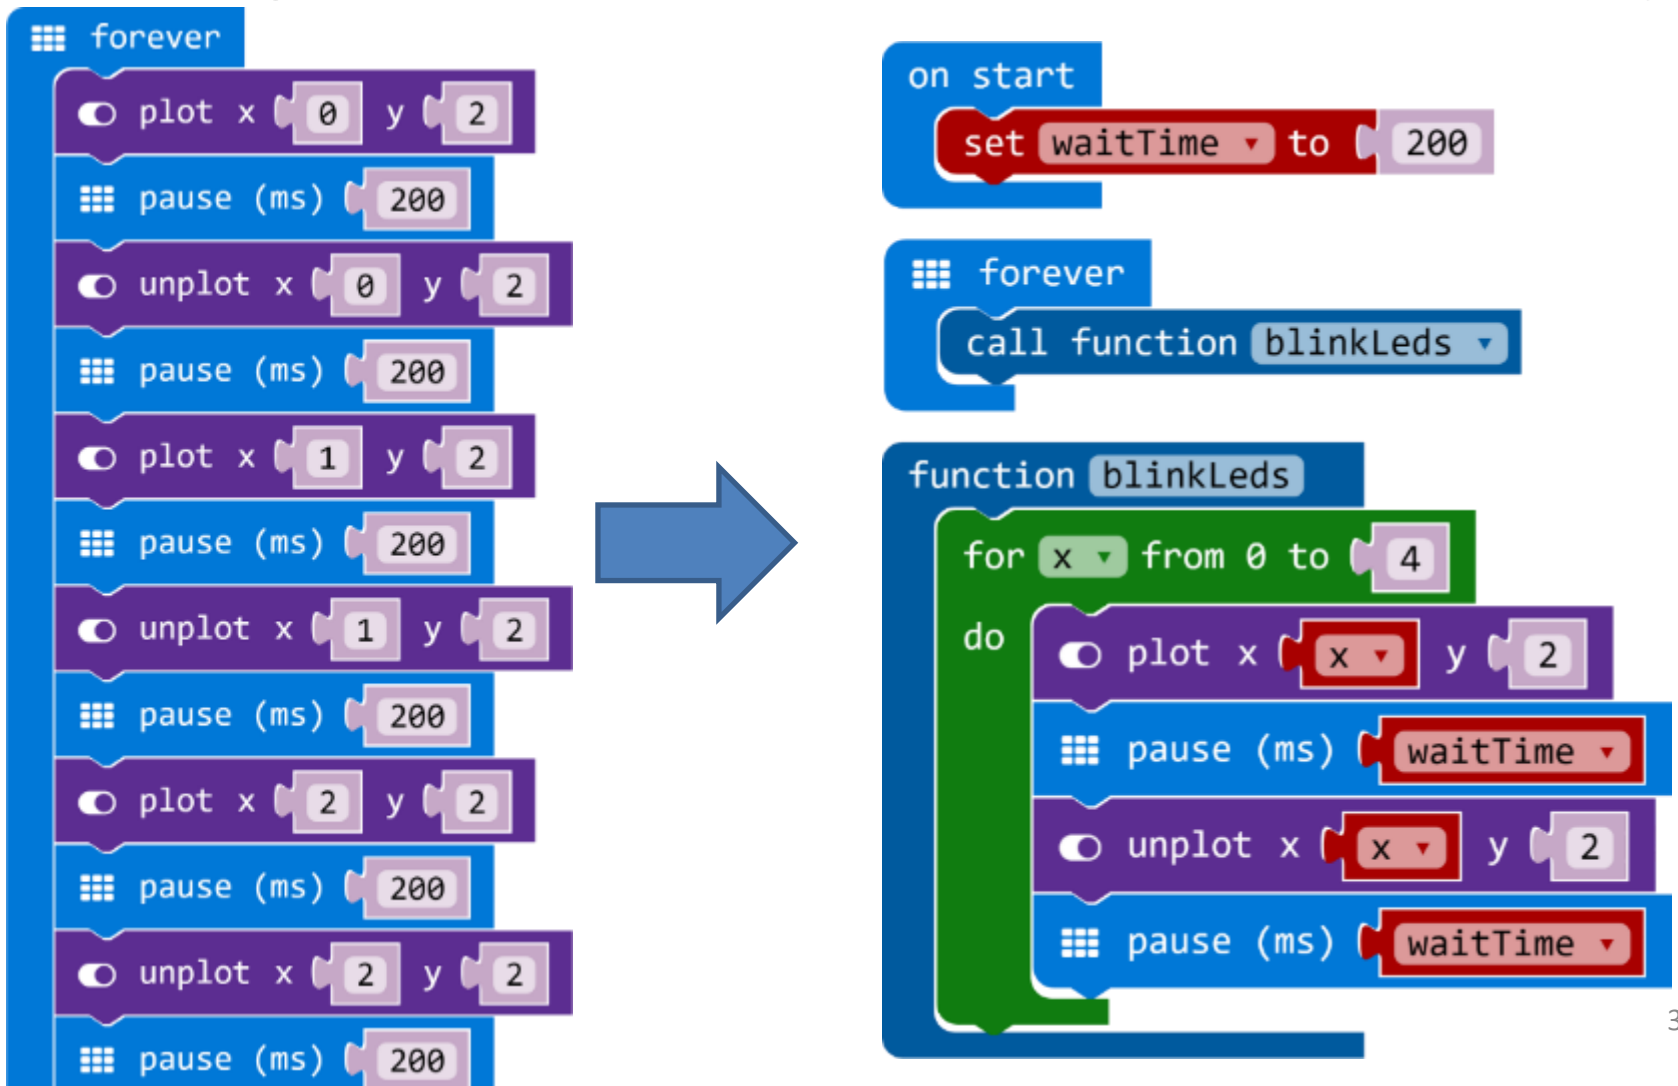 forever
plot x 0 y 2
pause (ms) 200
unplot x 0 y 2
pause (ms) 200
plot x 1 y 2
pause (ms) 200
unplot x 1 y 2
pause (ms) 200
plot x 2 y 2
pause (ms) 200
unplot x 2 y 2
pause (ms) 200
on start
set waitTime to 200
forever
call function blinkLeds
function blinkLeds
for x from 0 to 4
do
plot x x y 2
pause (ms) waitTime
unplot x x y 2
pause (ms) waitTime